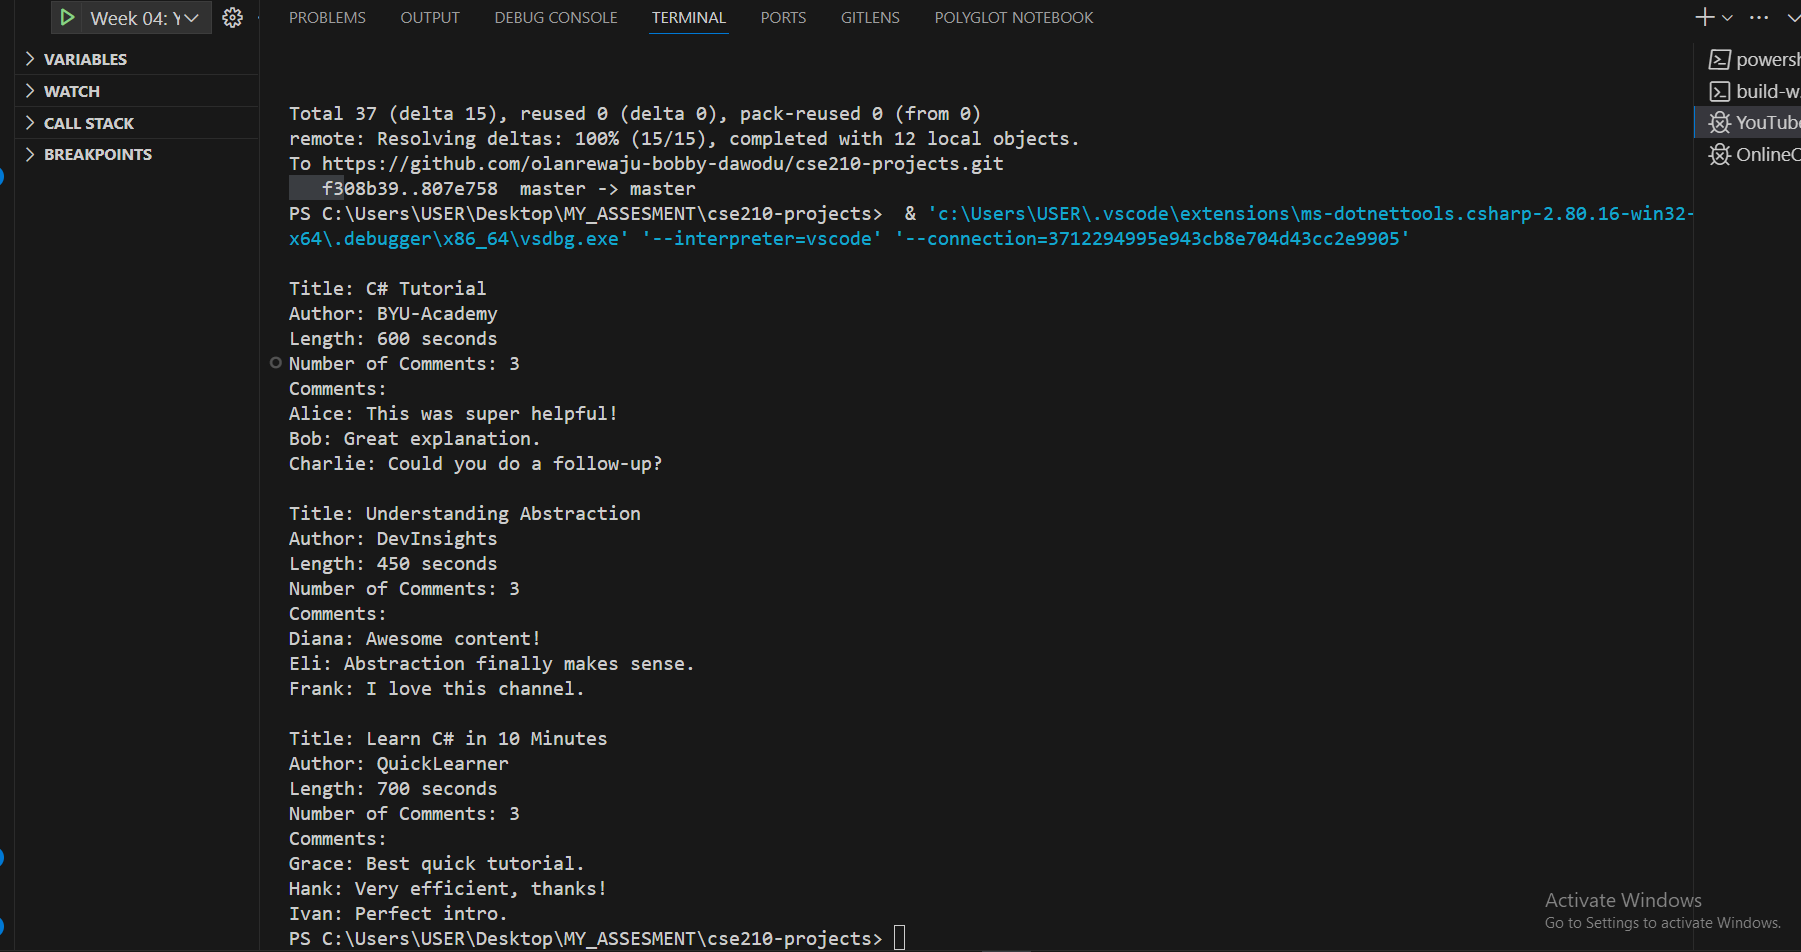 Week 04: Y
PROBLEMS OUTPUT DEBUG CONSOLE TERMINAL PORTS GITLENS POLYGLOT NOTEBOOK
VARIABLES
WATCH
CALL STACK
BREAKPOINTS
Total 37 (delta 15), reused 0 (delta 0), pack-reused 0 (from 0)
remote: Resolving deltas: 100% (15/15), completed with 12 local objects.
To https://github.com/olanrewaju-bobby-dawodu/cse210-projects.git
f308b39..807e758  master -> master
PS C:\Users\USER\Desktop\MY_ASSESMENT\cse210-projects>  & 'c:\Users\USER\.vscode\extensions\ms-dotnettools.csharp-2.80.16-win32-
x64\.debugger\x86_64\vsdbg.exe' '--interpreter=vscode' '--connection=3712294995e943cb8e704d43cc2e9905'
Title: C# Tutorial
Author: BYU-Academy
Length: 600 seconds
Number of Comments: 3
Comments:
Alice: This was super helpful!
Bob: Great explanation.
Charlie: Could you do a follow-up?
Title: Understanding Abstraction
Author: DevInsights
Length: 450 seconds
Number of Comments: 3
Comments:
Diana: Awesome content!
Eli: Abstraction finally makes sense.
Frank: I love this channel.
Title: Learn C# in 10 Minutes
Author: QuickLearner
Length: 700 seconds
Number of Comments: 3
Comments:
Grace: Best quick tutorial.
Hank: Very efficient, thanks!
Ivan: Perfect intro.
PS C:\Users\USER\Desktop\MY_ASSESMENT\cse210-projects>
powersh
build-w
YouTube
OnlineO
Activate Windows
Go to Settings to activate Windows.